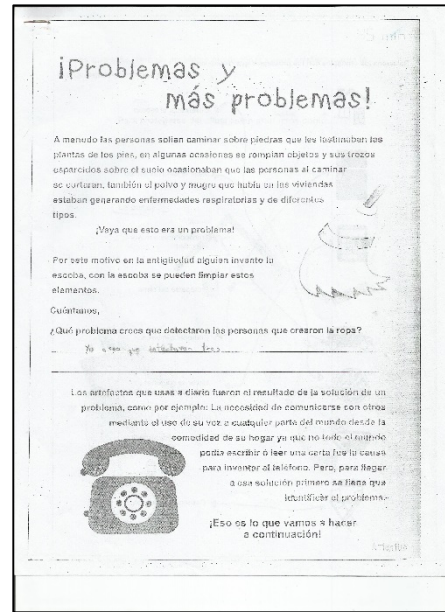 ¡Problemas y
más problemas!
A menudo las personas solían caminar sobre piedras que les lastimaban las
plantas de los pies, en algunas ocasiones se rompían objetos y sus trozos
esparcidos sobre el suelo ocasionaban que las personas al caminar
se cortaran, también el polvo y mugre que había en las viviendas
estaban generando enfermedades respiratorias y de diferentes
tipos.
¡Vaya que esto era un problema!
Por este motivo en la antigüedad alguien invento la
escoba, con la escoba se pueden limpiar estos
elementos.
Cuéntanos,
¿Qué problema crees que detectaron las personas que crearon la ropa?
Yo creo que
Los artefactos que usas a diario fueron el resultado de la solución de un
problema, como por ejemplo: La necesidad de comunicarse con otros
mediante el uso de su voz a cualquier parte del mundo desde la
comodidad de su hogar ya que no todo el mundo
podía escribir ó leer una carta fue la causa
para inventar el teléfono. Pero, para llegar
a esa solución primero se tiene que
identificar el problema.
¡Eso es lo que vamos a hacer
a continuación!